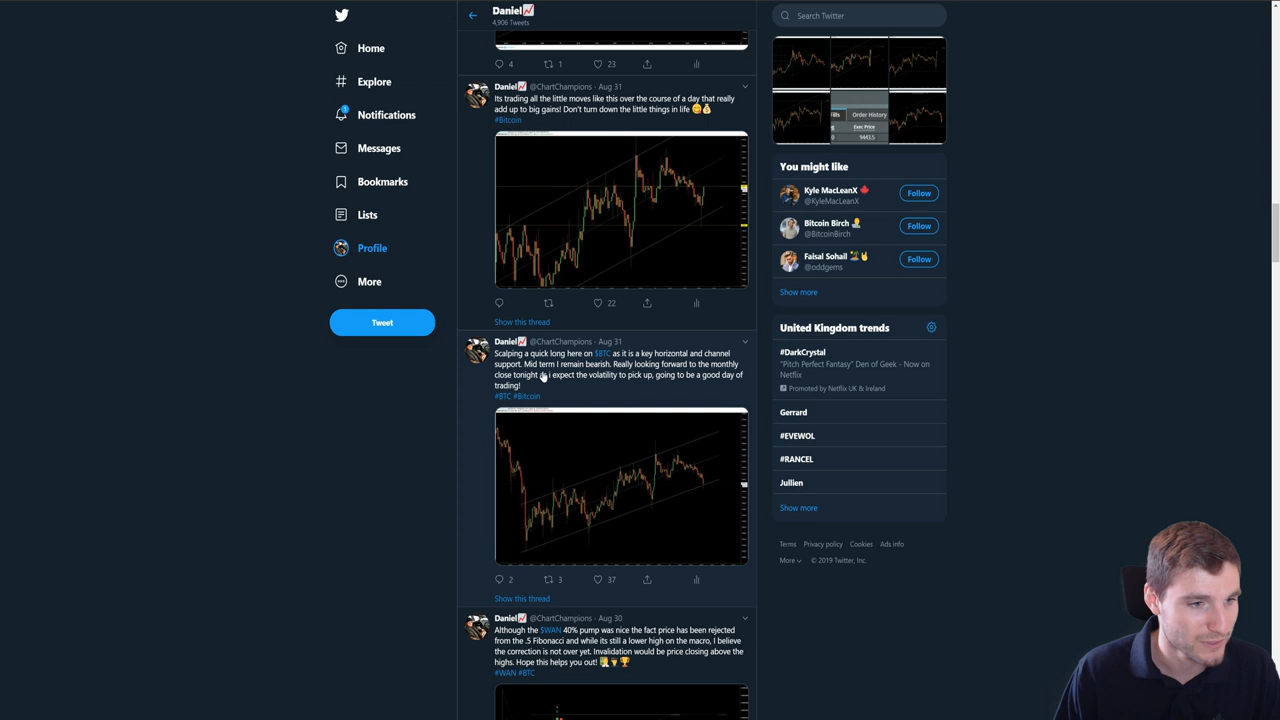 Daniel📈
4,906 Tweets
Search Twitter
Home
Explore
Notifications
1
Messages
Bookmarks
Lists
Profile
More
Tweet
4
1
23
Daniel📈 @ChartChampions · Aug 31
Its trading all the little moves like this over the course of a day that really
add up to big gains! Don't turn down the little things in life 😀💰
#Bitcoin
22
Show this thread
Daniel📈 @ChartChampions · Aug 31
Scalping a quick long here on $BTC as it is a key horizontal and channel
support. Mid term I remain bearish. Really looking forward to the monthly
close tonight i expect the volatility to pick up, going to be a good day of
trading!
#BTC #Bitcoin
2
3
37
Show this thread
Daniel📈 @ChartChampions · Aug 30
Although the $WAN 40% pump was nice the fact price has been rejected
from the .5 Fibonacci and while its still a lower high on the macro, I believe
the correction is not over yet. Invalidation would be price closing above the
highs. Hope this helps you out!
#WAN #BTC
Fills
Order History
Exec Price
9443.5
You might like
Kyle MacLeanX 🍁
@KyleMacLeanX
Follow
Bitcoin Birch
@BitcoinBirch
Follow
Faisal Sohail
@oddgems
Follow
Show more
United Kingdom trends
#DarkCrystal
"Pitch Perfect Fantasy" Den of Geek - Now on
Netflix
Promoted by Netflix UK & Ireland
Gerrard
#EVEWOL
#RANCEL
Jullien
Show more
Terms Privacy policy Cookies Ads info
More © 2019 Twitter, Inc.